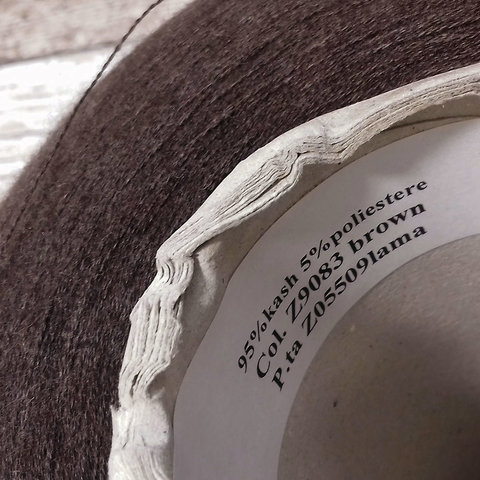 95%kash 5%poliestere
Col. Z9083 brown
P.ta Z05509lama